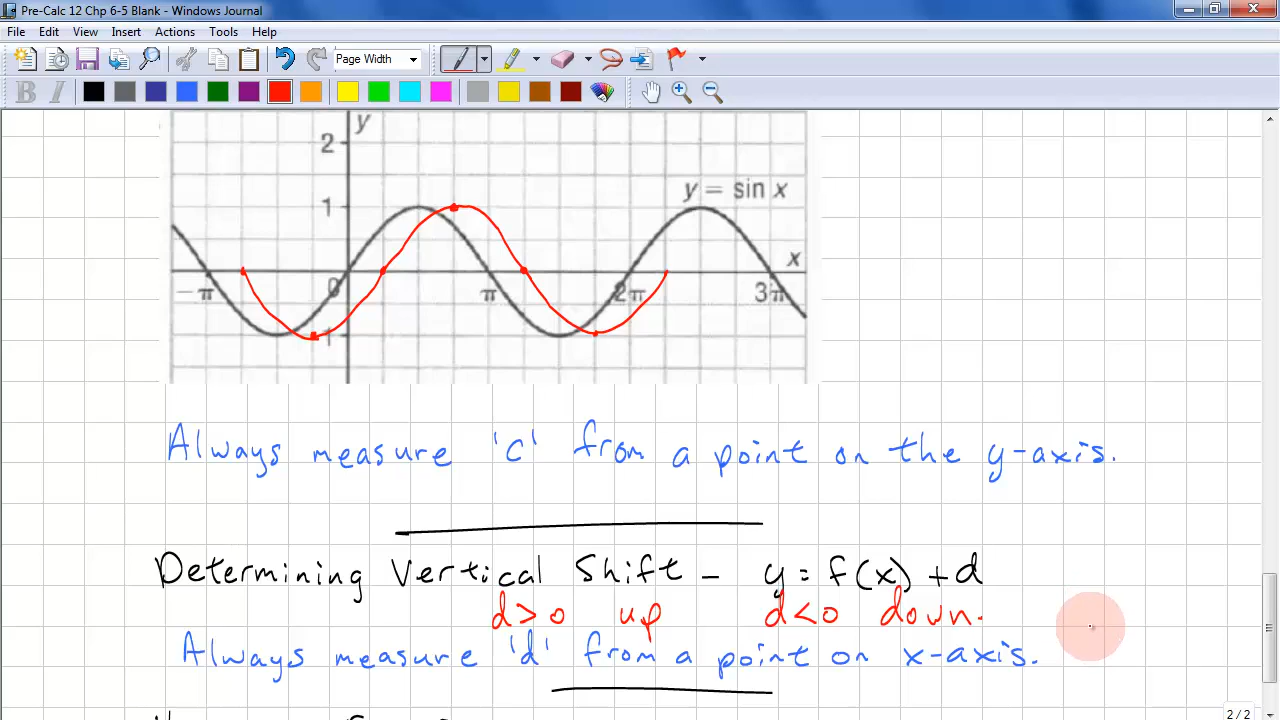 Pre-Calc 12 Chp 6-5 Blank - Windows Journal
File Edit View Insert Actions Tools Help
Page Width
B I
y
2
y = sin x
1
x
-π 0 π 2π 3π
1
Always measure 'c' from a point on the y-axis.
Determining Vertical Shift - y = f(x) + d
d>0 up d<0 down.
Always measure 'd' from a point on x-axis.
2/2